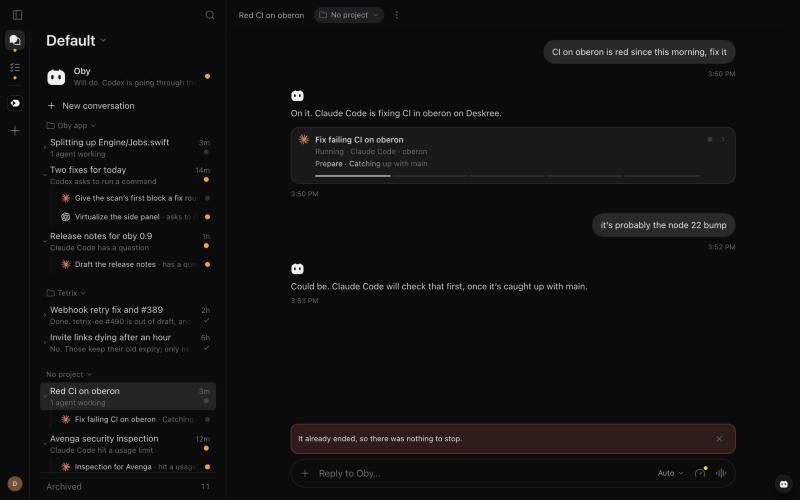 Default
Oby
Will do. Codex is going through th
New conversation
Oby app
Splitting up Engine/Jobs.swift 3m
1 agent working
Two fixes for today 14m
Codex asks to run a command
Give the scan's first block a fix rou
Virtualize the side panel · asks to
Release notes for oby 0.9 1h
Claude Code has a question
Draft the release notes · has a que
Tetrix
Webhook retry fix and #389 2h
Done. tetrix-ee #490 is out of draft, and
Invite links dying after an hour 6h
No. Those keep their old expiry; only ne
No project
Red CI on oberon 3m
1 agent working
Fix failing CI on oberon · Catching
Avenga security inspection 12m
Claude Code hit a usage limit
Inspection for Avenga · hit a usage
Archived 11
D
Red CI on oberon No project
CI on oberon is red since this morning, fix it
3:50 PM
On it. Claude Code is fixing CI in oberon on Deskree.
Fix failing CI on oberon
Running · Claude Code · oberon
Prepare · Catching up with main
3:50 PM
it's probably the node 22 bump
3:52 PM
Could be. Claude Code will check that first, once it's caught up with main.
3:53 PM
It already ended, so there was nothing to stop.
Reply to Oby... Auto